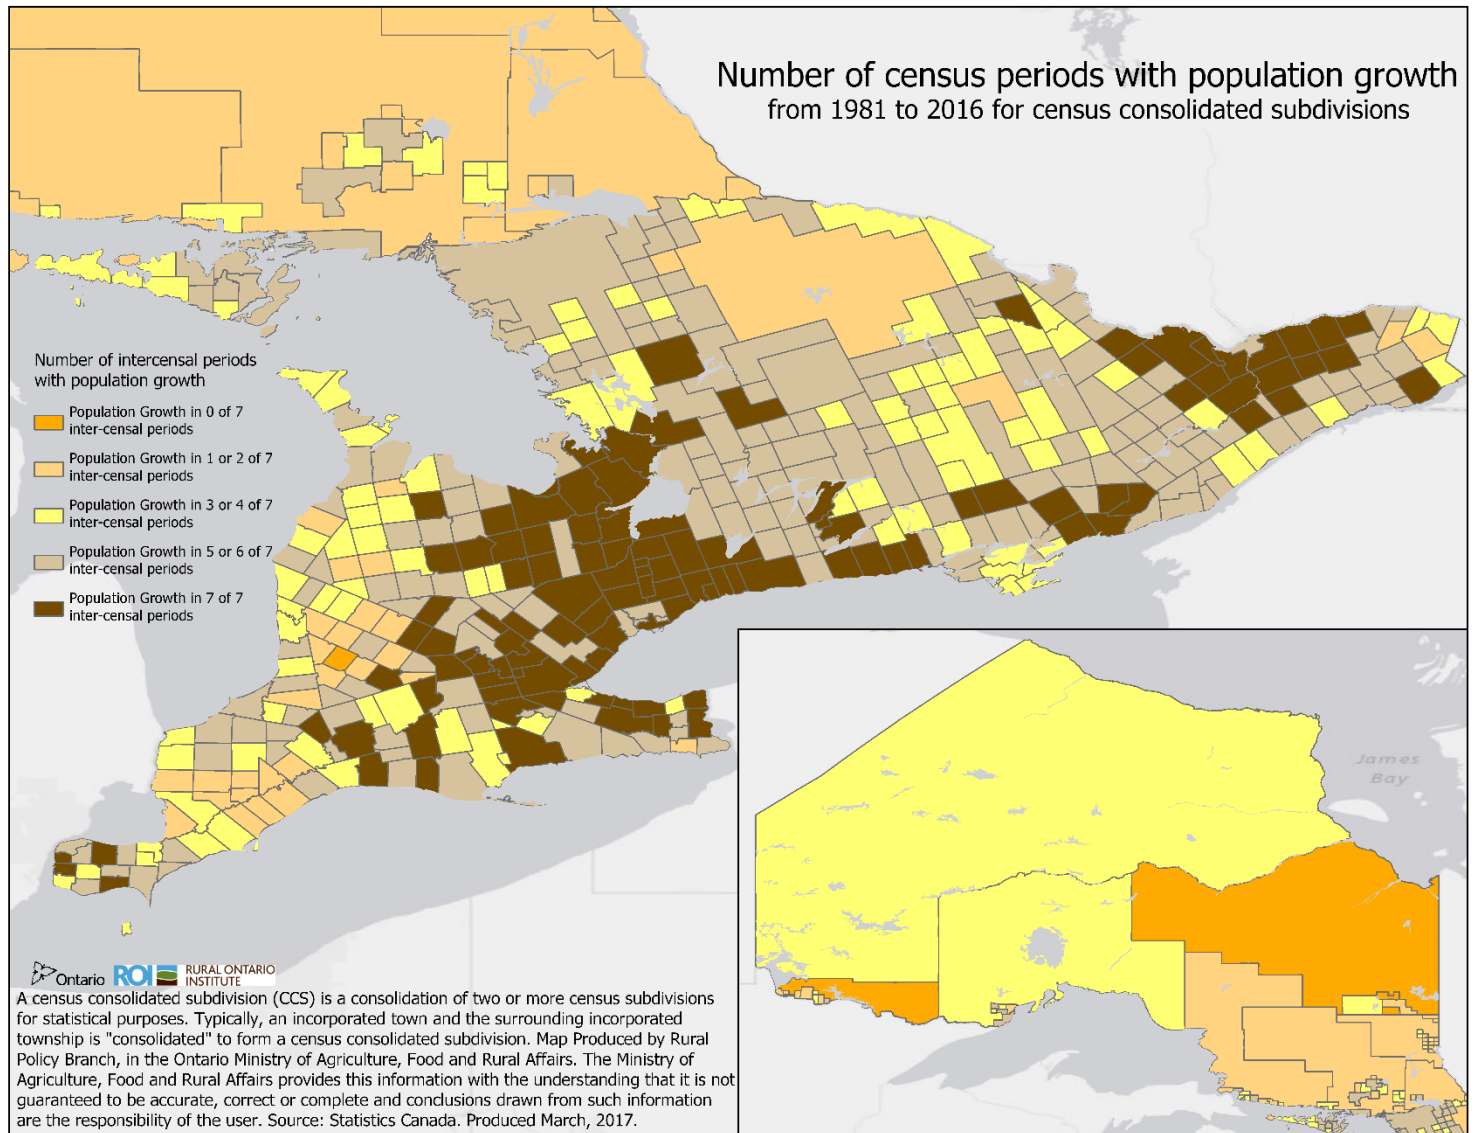 Number of census periods with population growth
from 1981 to 2016 for census consolidated subdivisions
Number of intercensal periods
with population growth
Population Growth in 0 of 7
inter-censal periods
Population Growth in 1 or 2 of 7
inter-censal periods
Population Growth in 3 or 4 of 7
inter-censal periods
Population Growth in 5 or 6 of 7
inter-censal periods
Population Growth in 7 of 7
inter-censal periods
James
Bay
Ontario
ROI
RURAL ONTARIO
INSTITUTE
A census consolidated subdivision (CCS) is a consolidation of two or more census subdivisions
for statistical purposes. Typically, an incorporated town and the surrounding incorporated
township is "consolidated" to form a census consolidated subdivision. Map Produced by Rural
Policy Branch, in the Ontario Ministry of Agriculture, Food and Rural Affairs. The Ministry of
Agriculture, Food and Rural Affairs provides this information with the understanding that it is not
guaranteed to be accurate, correct or complete and conclusions drawn from such information
are the responsibility of the user. Source: Statistics Canada. Produced March, 2017.